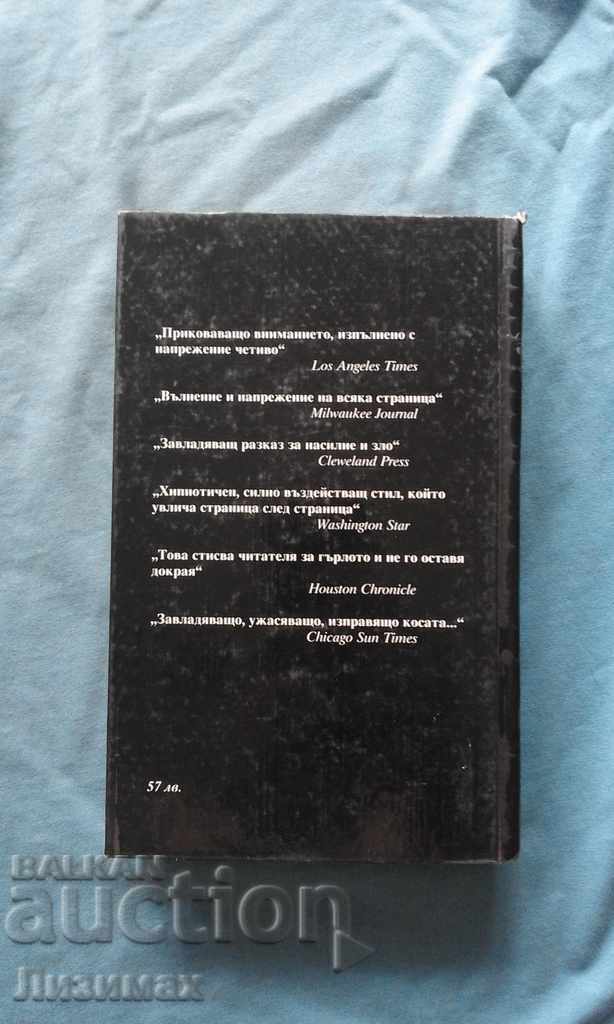 „Приковаващо вниманието, изпълнено с
напрежение четиво“
Los Angeles Times
„Вълнение и напрежение на всяка страница“
Milwaukee Journal
„Завладяващ разказ за насилие и зло“
Cleweland Press
„Хипнотичен, силно въздействащ стил, който
увлича страница след страница“
Washington Star
„Това стисва читателя за гърлото и не го оставя
докрая“
Houston Chronicle
„Завладяващо, ужасяващо, изправящо косата...“
Chicago Sun Times
57 лв.
BALKAN
auction
Лизимах